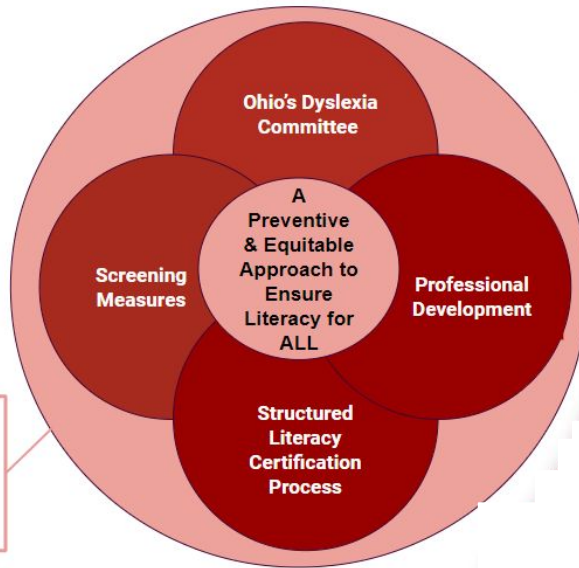 Ohio's Dyslexia
Committee
A
Preventive
& Equitable
Approach to
Ensure
Literacy for
ALL
Screening
Measures
Professional
Development
Structured
Literacy
Certification
Process